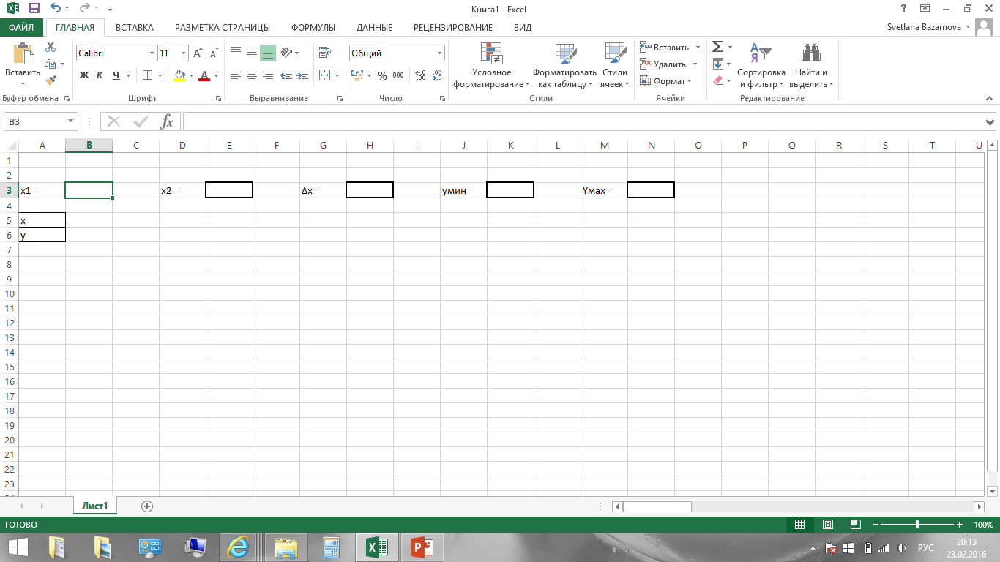 Книга1 - Excel
?
ФАЙЛ ГЛАВНАЯ ВСТАВКА РАЗМЕТКА СТРАНИЦЫ ФОРМУЛЫ ДАННЫЕ РЕЦЕНЗИРОВАНИЕ ВИД Svetlana Bazarnova
Вставить
Буфер обмена
Calibri 11
Ж К Ч А
Шрифт
Выравнивание
Общий
% 000
Число
Условное форматирование
Форматировать как таблицу
Стили ячеек
Стили
Вставить
Удалить
Формат
Ячейки
Сортировка и фильтр
Найти и выделить
Редактирование
B3 fx
A B C D E F G H I J K L M N O P Q R S T U
1
2
3 x1= x2= Δx= yмин= Yмах=
4
5 x
6 y
7
8
9
10
11
12
13
14
15
16
17
18
19
20
21
22
23
Лист1
ГОТОВО 100%
РУС 20:13
23.02.2016